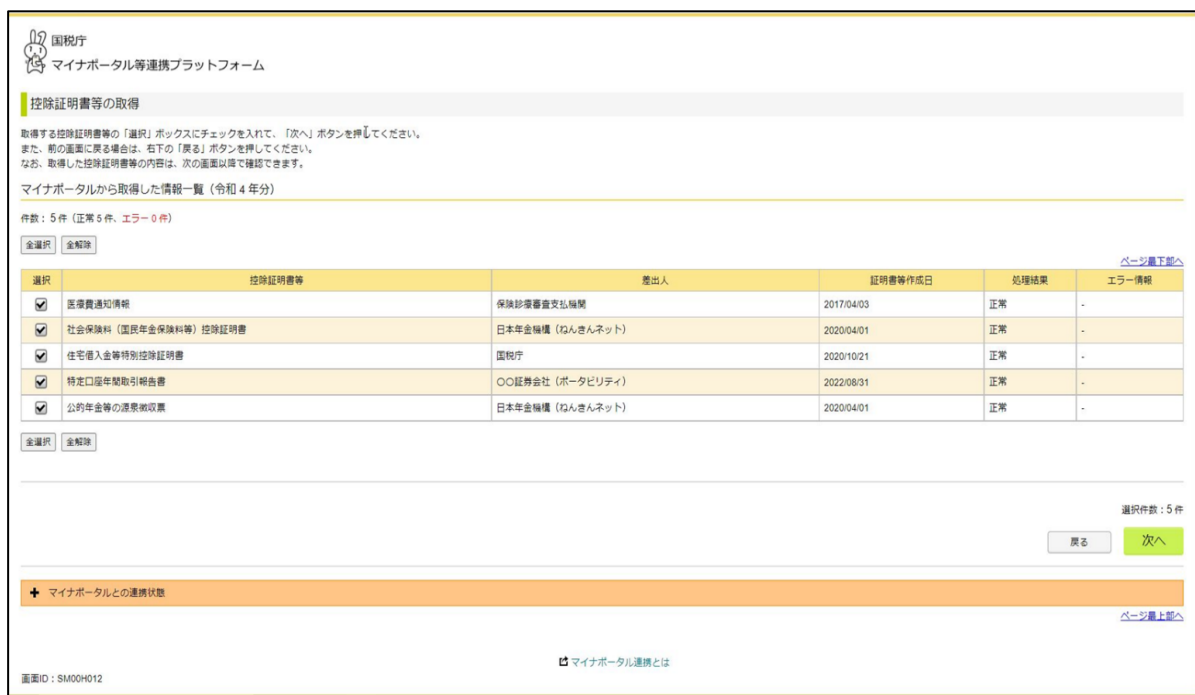 国税庁
マイナポータル等連携プラットフォーム
控除証明書等の取得
取得する控除証明書等の「選択」ボックスにチェックを入れて、「次へ」ボタンを押してください。
また、前の画面に戻る場合は、右下の「戻る」ボタンを押してください。
なお、取得した控除証明書等の内容は、次の画面以降で確認できます。
マイナポータルから取得した情報一覧（令和4年分）
件数：5件（正常5件、エラー0件）
全選択 全解除
ページ最下部へ
選択 控除証明書等 差出人 証明書等作成日 処理結果 エラー情報
医療費通知情報 保険診療審査支払機関 2017/04/03 正常 -
社会保険料（国民年金保険料等）控除証明書 日本年金機構（ねんきんネット） 2020/04/01 正常 -
住宅借入金等特別控除証明書 国税庁 2020/10/21 正常 -
特定口座年間取引報告書 〇〇証券会社（ポータビリティ） 2022/08/31 正常 -
公的年金等の源泉徴収票 日本年金機構（ねんきんネット） 2020/04/01 正常 -
全選択 全解除
選択件数：5件
戻る 次へ
マイナポータルとの連携状態
ページ最上部へ
マイナポータル連携とは
画面ID：SM00H012